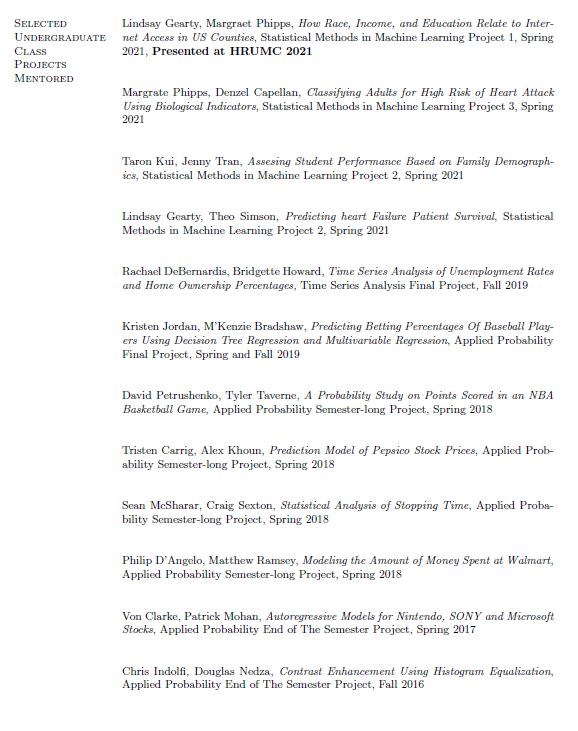 SELECTED
UNDERGRADUATE
CLASS
PROJECTS
MENTORED
Lindsay Gearty, Margraet Phipps, How Race, Income, and Education Relate to Inter-
net Access in US Counties, Statistical Methods in Machine Learning Project 1, Spring
2021, Presented at HRUMC 2021
Margrate Phipps, Denzel Capellan, Classifying Adults for High Risk of Heart Attack
Using Biological Indicators, Statistical Methods in Machine Learning Project 3, Spring
2021
Taron Kui, Jenny Tran, Assesing Student Performance Based on Family Demograph-
ics, Statistical Methods in Machine Learning Project 2, Spring 2021
Lindsay Gearty, Theo Simson, Predicting heart Failure Patient Survival, Statistical
Methods in Machine Learning Project 2, Spring 2021
Rachael DeBernardis, Bridgette Howard, Time Series Analysis of Unemployment Rates
and Home Ownership Percentages, Time Series Analysis Final Project, Fall 2019
Kristen Jordan, M'Kenzie Bradshaw, Predicting Betting Percentages Of Baseball Play-
ers Using Decision Tree Regression and Multivariable Regression, Applied Probability
Final Project, Spring and Fall 2019
David Petrushenko, Tyler Taverne, A Probability Study on Points Scored in an NBA
Basketball Game, Applied Probability Semester-long Project, Spring 2018
Tristen Carrig, Alex Khoun, Prediction Model of Pepsico Stock Prices, Applied Prob-
ability Semester-long Project, Spring 2018
Sean McSharar, Craig Sexton, Statistical Analysis of Stopping Time, Applied Proba-
bility Semester-long Project, Spring 2018
Philip D'Angelo, Matthew Ramsey, Modeling the Amount of Money Spent at Walmart,
Applied Probability Semester-long Project, Spring 2018
Von Clarke, Patrick Mohan, Autoregressive Models for Nintendo, SONY and Microsoft
Stocks, Applied Probability End of The Semester Project, Spring 2017
Chris Indolfi, Douglas Nedza, Contrast Enhancement Using Histogram Equalization,
Applied Probability End of The Semester Project, Fall 2016